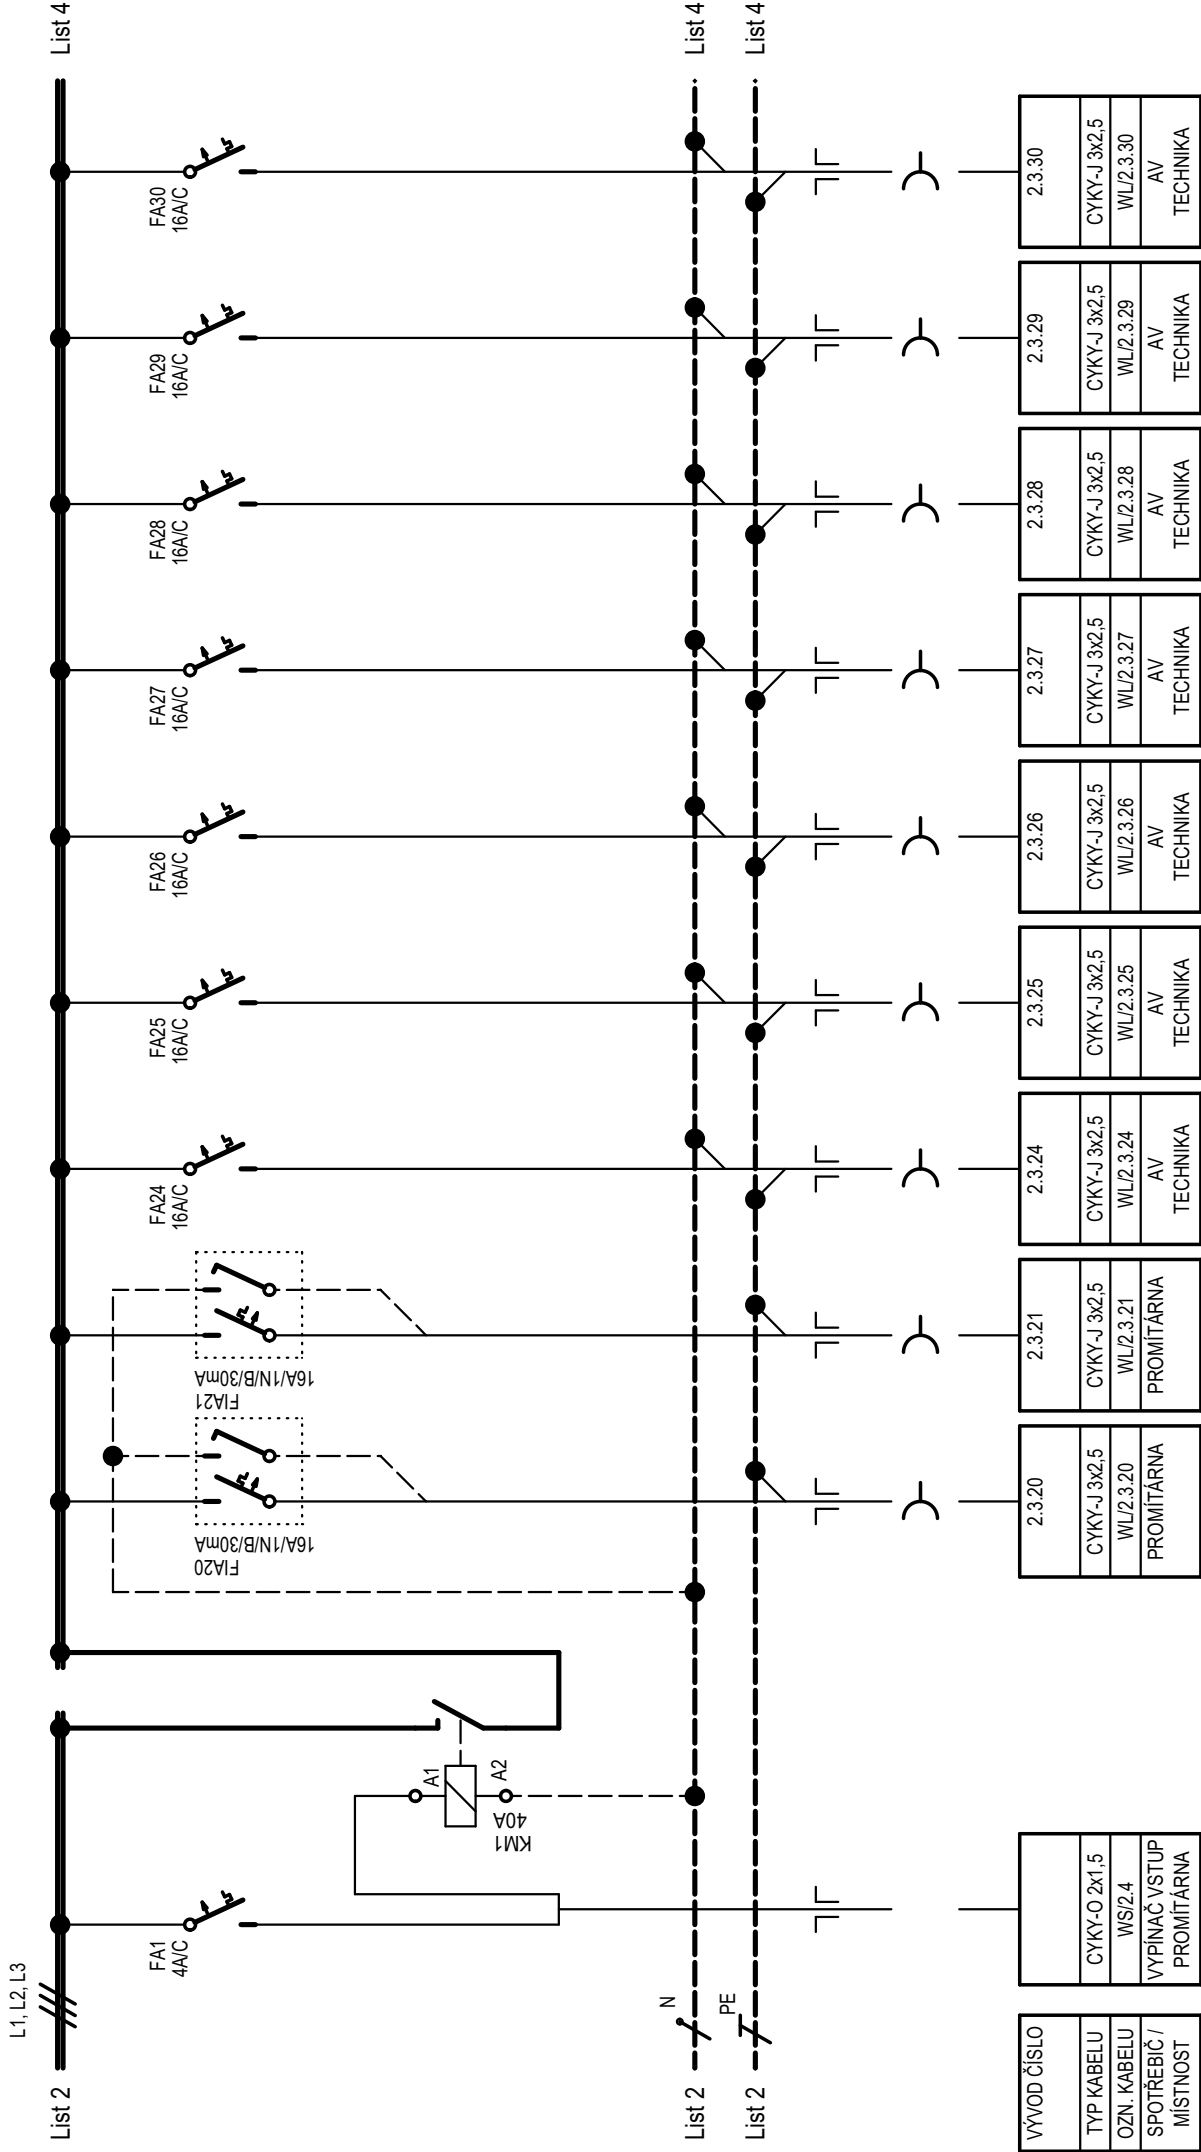 List 2
L1, L2, L3
List 4
FA1
4A/C
KM1
40A
A1
A2
FIA20
16A/1N/B/30mA
FIA21
16A/1N/B/30mA
FA24
16A/C
FA25
16A/C
FA26
16A/C
FA27
16A/C
FA28
16A/C
FA29
16A/C
FA30
16A/C
List 2
N
List 4
List 2
PE
List 4
VÝVOD ČÍSLO
TYP KABELU
OZN. KABELU
SPOTŘEBIČ /
MÍSTNOST
CYKY-O 2x1,5
WS/2.4
VYPÍNAČ VSTUP
PROMÍTÁRNA
2.3.20
CYKY-J 3x2,5
WL/2.3.20
PROMÍTÁRNA
2.3.21
CYKY-J 3x2,5
WL/2.3.21
PROMÍTÁRNA
2.3.24
CYKY-J 3x2,5
WL/2.3.24
AV
TECHNIKA
2.3.25
CYKY-J 3x2,5
WL/2.3.25
AV
TECHNIKA
2.3.26
CYKY-J 3x2,5
WL/2.3.26
AV
TECHNIKA
2.3.27
CYKY-J 3x2,5
WL/2.3.27
AV
TECHNIKA
2.3.28
CYKY-J 3x2,5
WL/2.3.28
AV
TECHNIKA
2.3.29
CYKY-J 3x2,5
WL/2.3.29
AV
TECHNIKA
2.3.30
CYKY-J 3x2,5
WL/2.3.30
AV
TECHNIKA